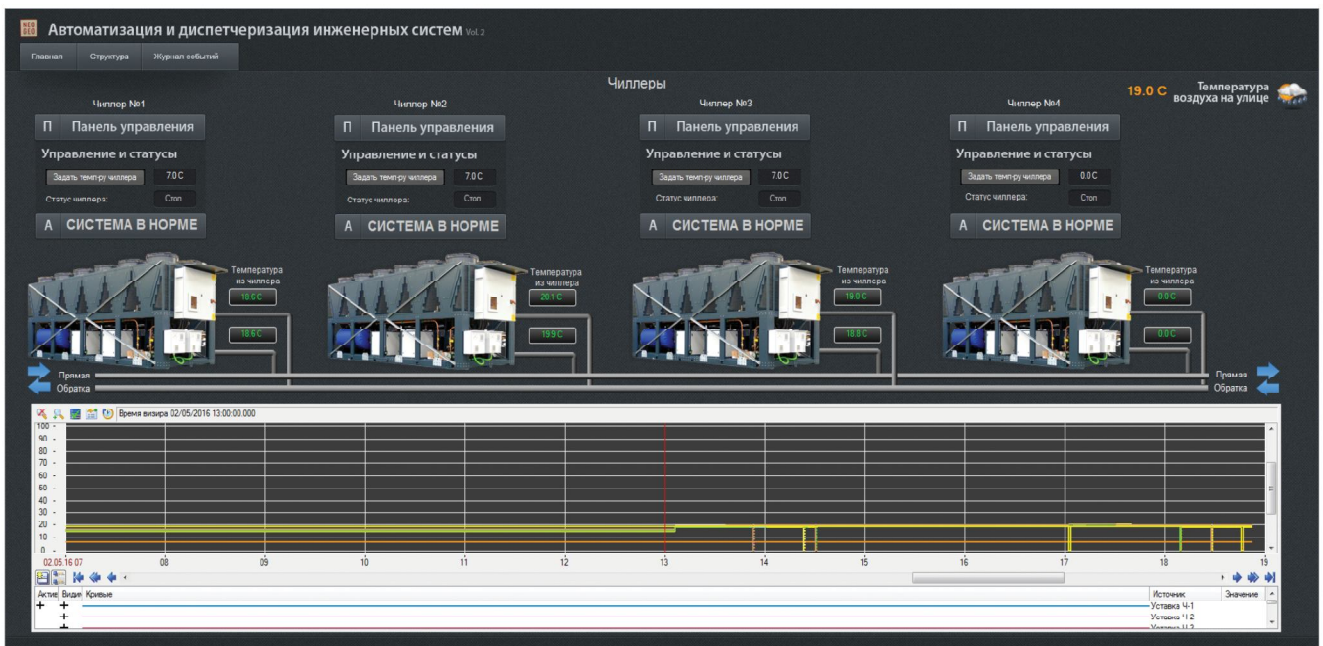 NEO
GEO
Автоматизация и диспетчеризация инженерных систем Vol.2
Главная Структура Журнал событий
Чиллеры
19.0 C Температура
воздуха на улице
Чиллер №1 Чиллер №2 Чиллер №3 Чиллер №4
П Панель управления П Панель управления П Панель управления П Панель управления
Управление и статусы Управление и статусы Управление и статусы Управление и статусы
Задать темп-ру чиллера 7.0 C Задать темп-ру чиллера 7.0 C Задать темп-ру чиллера 7.0 C Задать темп-ру чиллера 0.0 C
Статус чиллера: Стоп Статус чиллера: Стоп Статус чиллера: Стоп Статус чиллера: Стоп
А СИСТЕМА В НОРМЕ А СИСТЕМА В НОРМЕ А СИСТЕМА В НОРМЕ А СИСТЕМА В НОРМЕ
Температура Температура Температура Температура
из чиллера из чиллера из чиллера из чиллера
18.6 C 20.1 C 19.0 C 0.0 C
18.6 C 19.9 C 18.8 C 0.0 C
Прямая Прямая
Обратка Обратка
Время визира 02/05/2016 13:00:00.000
100
90
80
70
60
50
40
30
20
10
0
02.05.16 07 08 09 10 11 12 13 14 15 16 17 18 19
Актив Видим Кривые Источник Значение
Уставка Ч-1
Уставка Ч-2